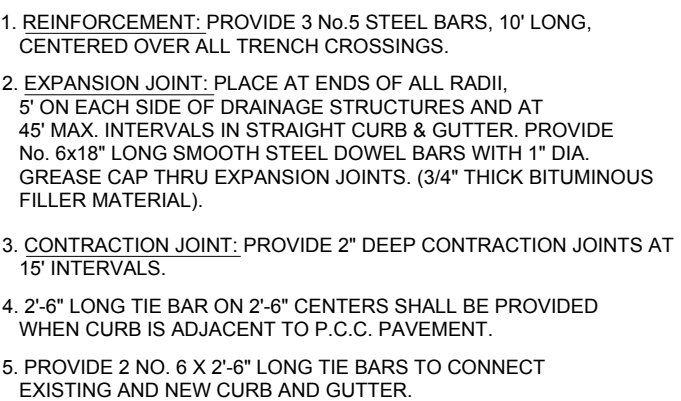 1. REINFORCEMENT: PROVIDE 3 No.5 STEEL BARS, 10' LONG,
CENTERED OVER ALL TRENCH CROSSINGS.
2. EXPANSION JOINT: PLACE AT ENDS OF ALL RADII,
5' ON EACH SIDE OF DRAINAGE STRUCTURES AND AT
45' MAX. INTERVALS IN STRAIGHT CURB & GUTTER. PROVIDE
No. 6x18" LONG SMOOTH STEEL DOWEL BARS WITH 1" DIA.
GREASE CAP THRU EXPANSION JOINTS. (3/4" THICK BITUMINOUS
FILLER MATERIAL).
3. CONTRACTION JOINT: PROVIDE 2" DEEP CONTRACTION JOINTS AT
15' INTERVALS.
4. 2'-6" LONG TIE BAR ON 2'-6" CENTERS SHALL BE PROVIDED
WHEN CURB IS ADJACENT TO P.C.C. PAVEMENT.
5. PROVIDE 2 NO. 6 X 2'-6" LONG TIE BARS TO CONNECT
EXISTING AND NEW CURB AND GUTTER.